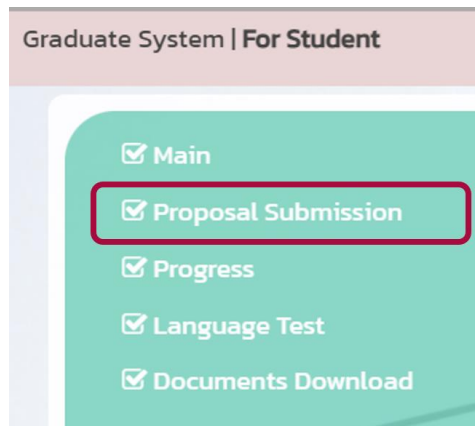 Graduate System | For Student
Main
Proposal Submission
Progress
Language Test
Documents Download